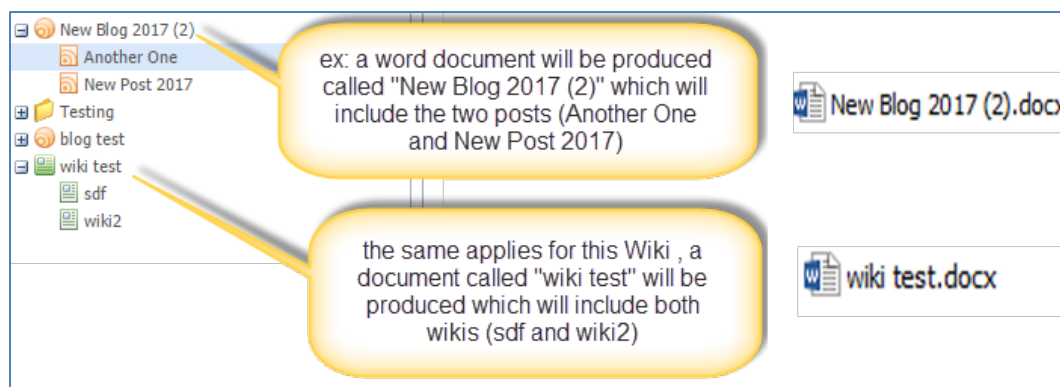 New Blog 2017 (2)
Another One
New Post 2017
Testing
blog test
wiki test
sdf
wiki2
ex: a word document will be produced
called "New Blog 2017 (2)" which will
include the two posts (Another One
and New Post 2017)
New Blog 2017 (2).docx
the same applies for this Wiki , a
document called "wiki test" will be
produced which will include both
wikis (sdf and wiki2)
wiki test.docx